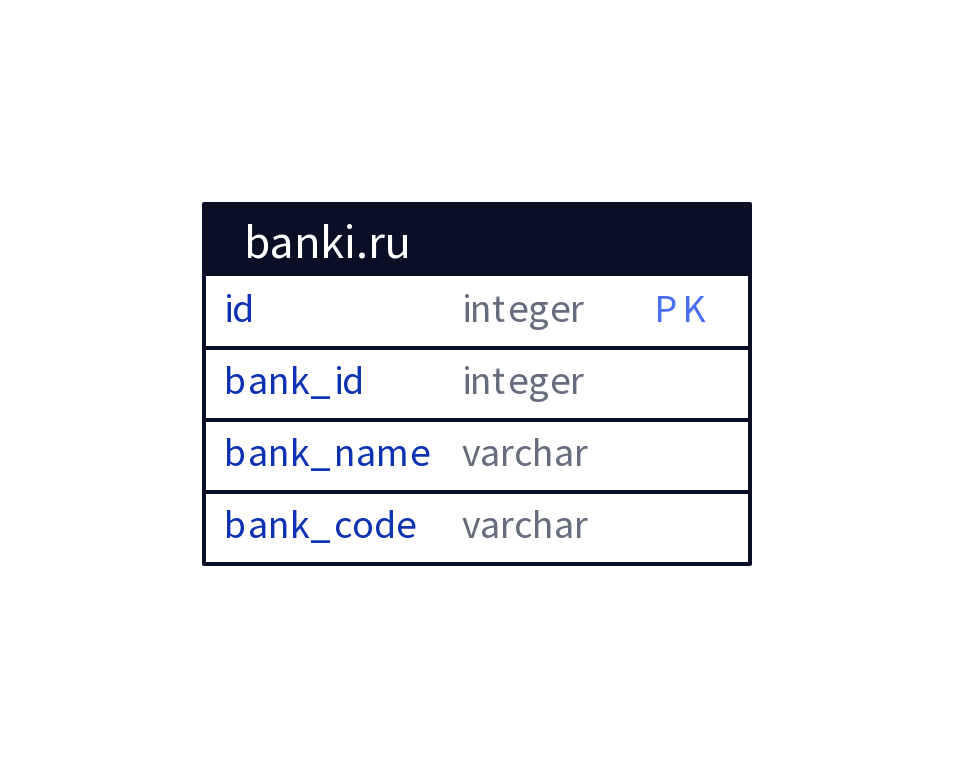 banki.ru
id integer PK
bank_id integer
bank_name varchar
bank_code varchar